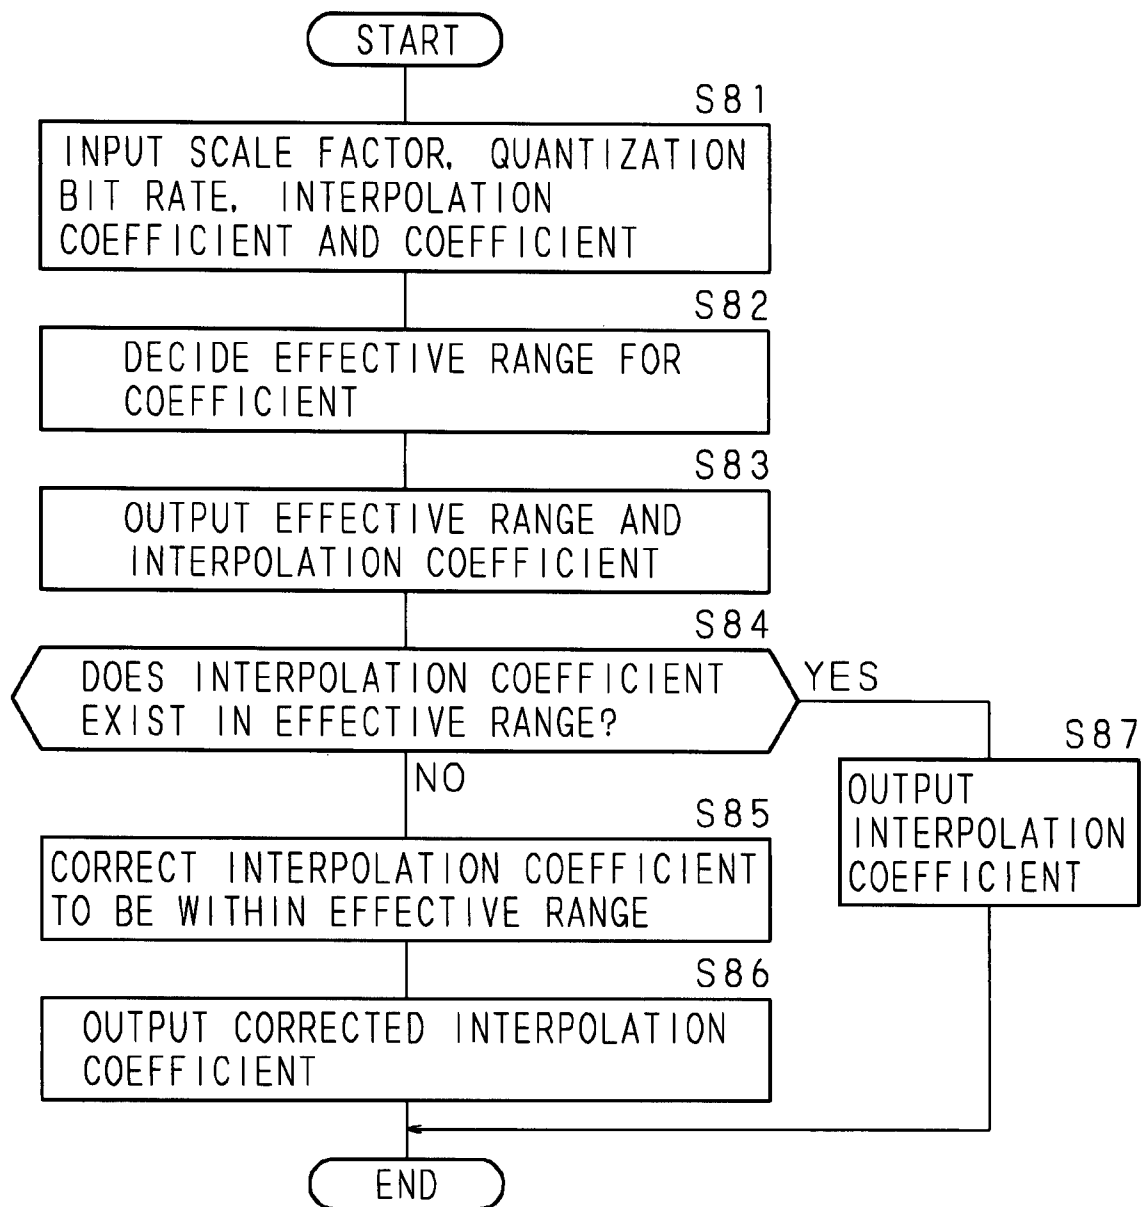 START
S81
INPUT SCALE FACTOR, QUANTIZATION
BIT RATE, INTERPOLATION
COEFFICIENT AND COEFFICIENT
S82
DECIDE EFFECTIVE RANGE FOR
COEFFICIENT
S83
OUTPUT EFFECTIVE RANGE AND
INTERPOLATION COEFFICIENT
S84
DOES INTERPOLATION COEFFICIENT
EXIST IN EFFECTIVE RANGE?
YES
NO
S87
OUTPUT
INTERPOLATION
COEFFICIENT
S85
CORRECT INTERPOLATION COEFFICIENT
TO BE WITHIN EFFECTIVE RANGE
S86
OUTPUT CORRECTED INTERPOLATION
COEFFICIENT
END